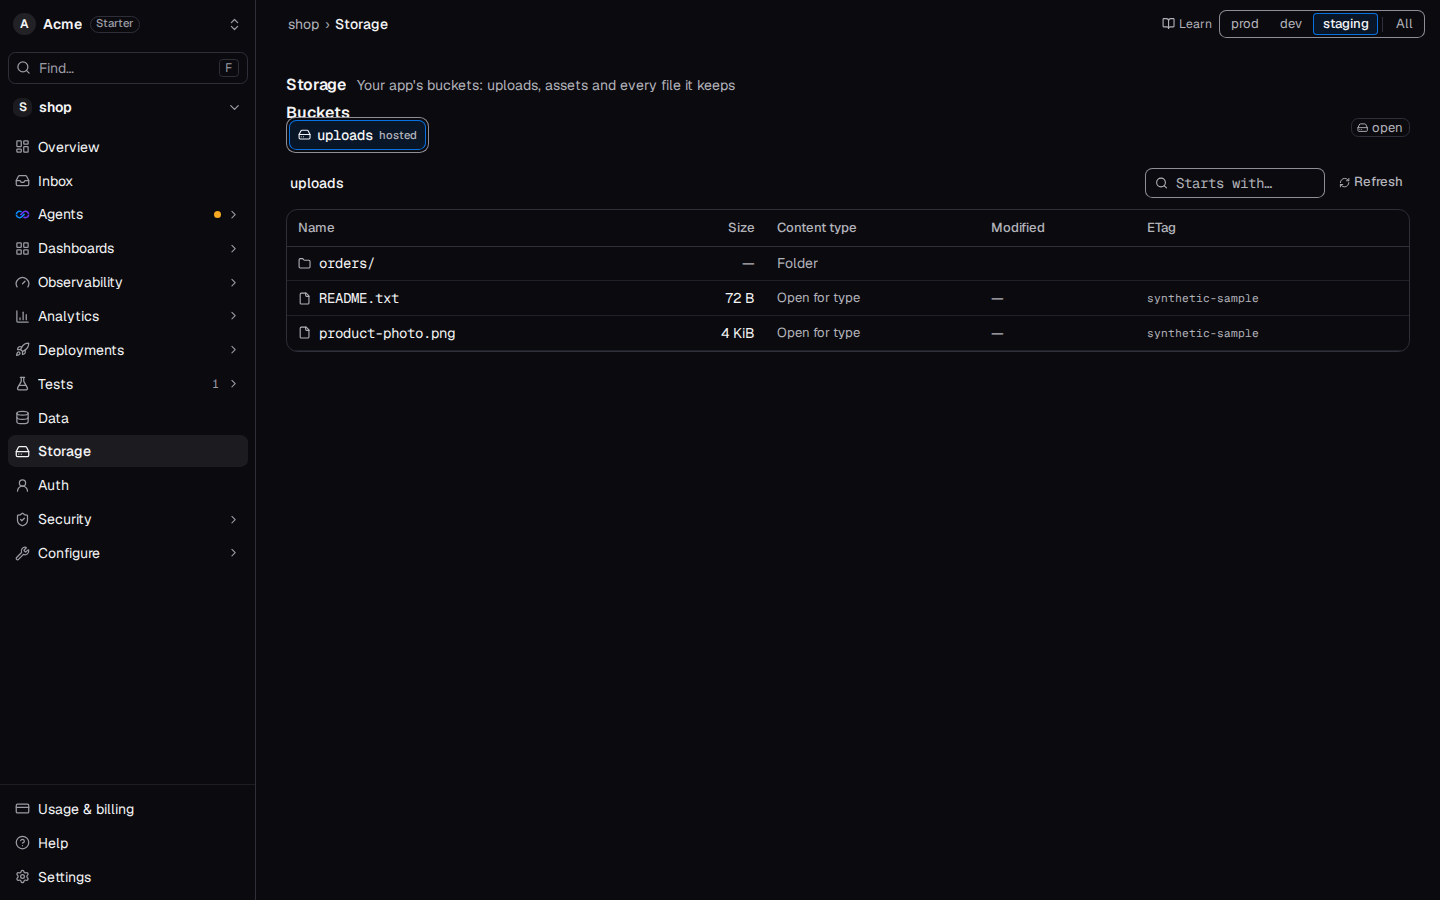 A Acme Starter
Find... F
S shop
Overview
Inbox
Agents
Dashboards
Observability
Analytics
Deployments
Tests 1
Data
Storage
Auth
Security
Configure
Usage & billing
Help
Settings
shop › Storage
Learn prod dev staging All
Storage Your app's buckets: uploads, assets and every file it keeps
Buckets
uploads hosted
open
uploads
Starts with... Refresh
Name Size Content type Modified ETag
orders/ — Folder
README.txt 72 B Open for type — synthetic-sample
product-photo.png 4 KiB Open for type — synthetic-sample